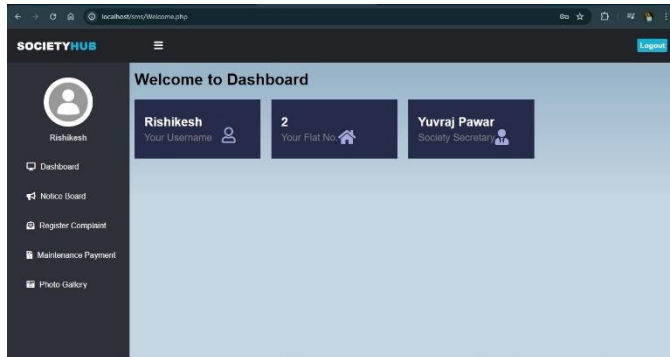 localhost/sms/Welcome.php
SOCIETYHUB
Logout
Rishikesh
Dashboard
Notice Board
Register Complaint
Maintenance Payment
Photo Gallery
Welcome to Dashboard
Rishikesh
Your Username
2
Your Flat No.
Yuvraj Pawar
Society Secretary